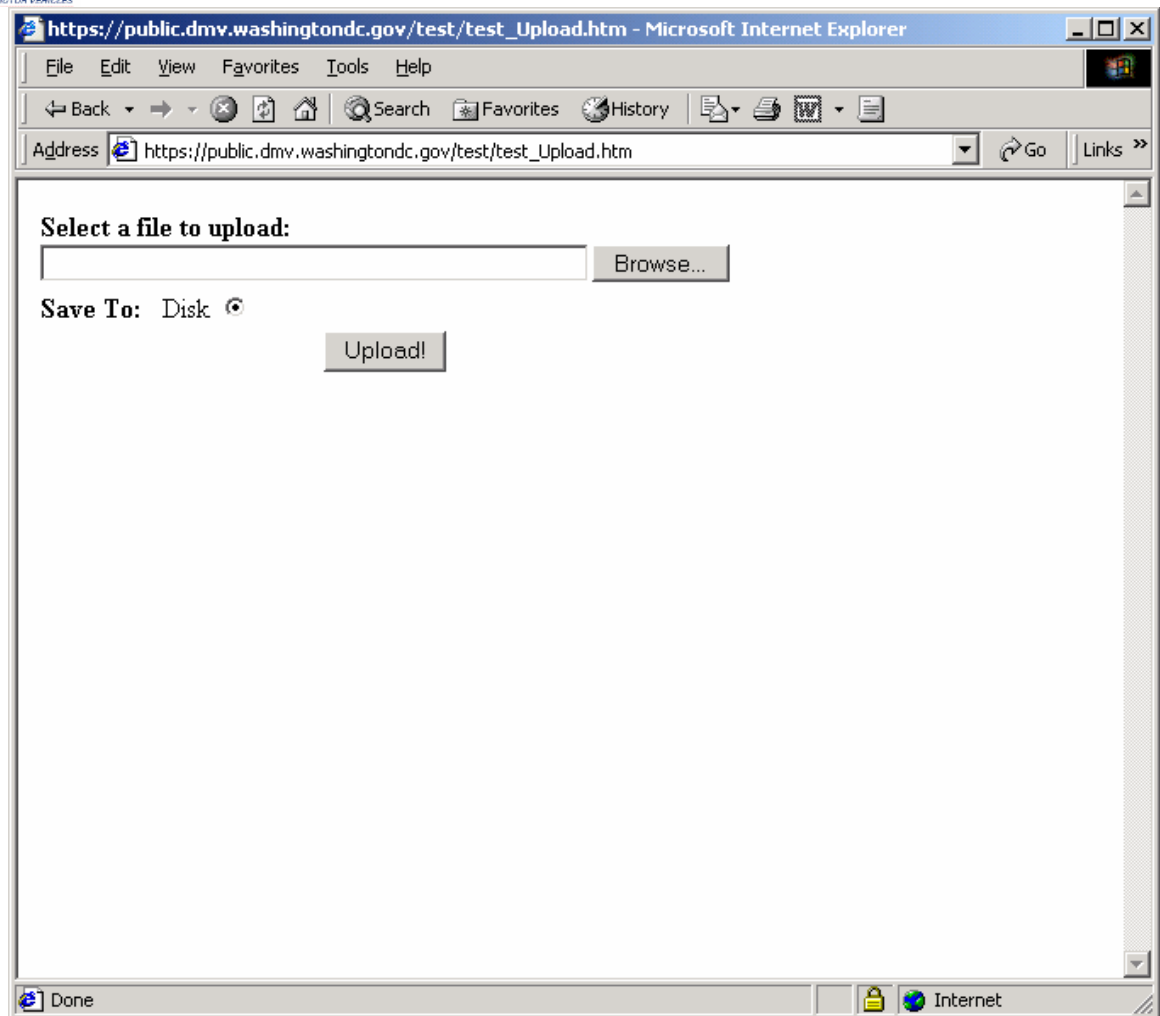 MOTOR VEHICLES
https://public.dmv.washingtondc.gov/test/test_Upload.htm - Microsoft Internet Explorer
File Edit View Favorites Tools Help
Back Search Favorites History
Address https://public.dmv.washingtondc.gov/test/test_Upload.htm Go Links »
Select a file to upload:
Browse...
Save To: Disk
Upload!
Done Internet